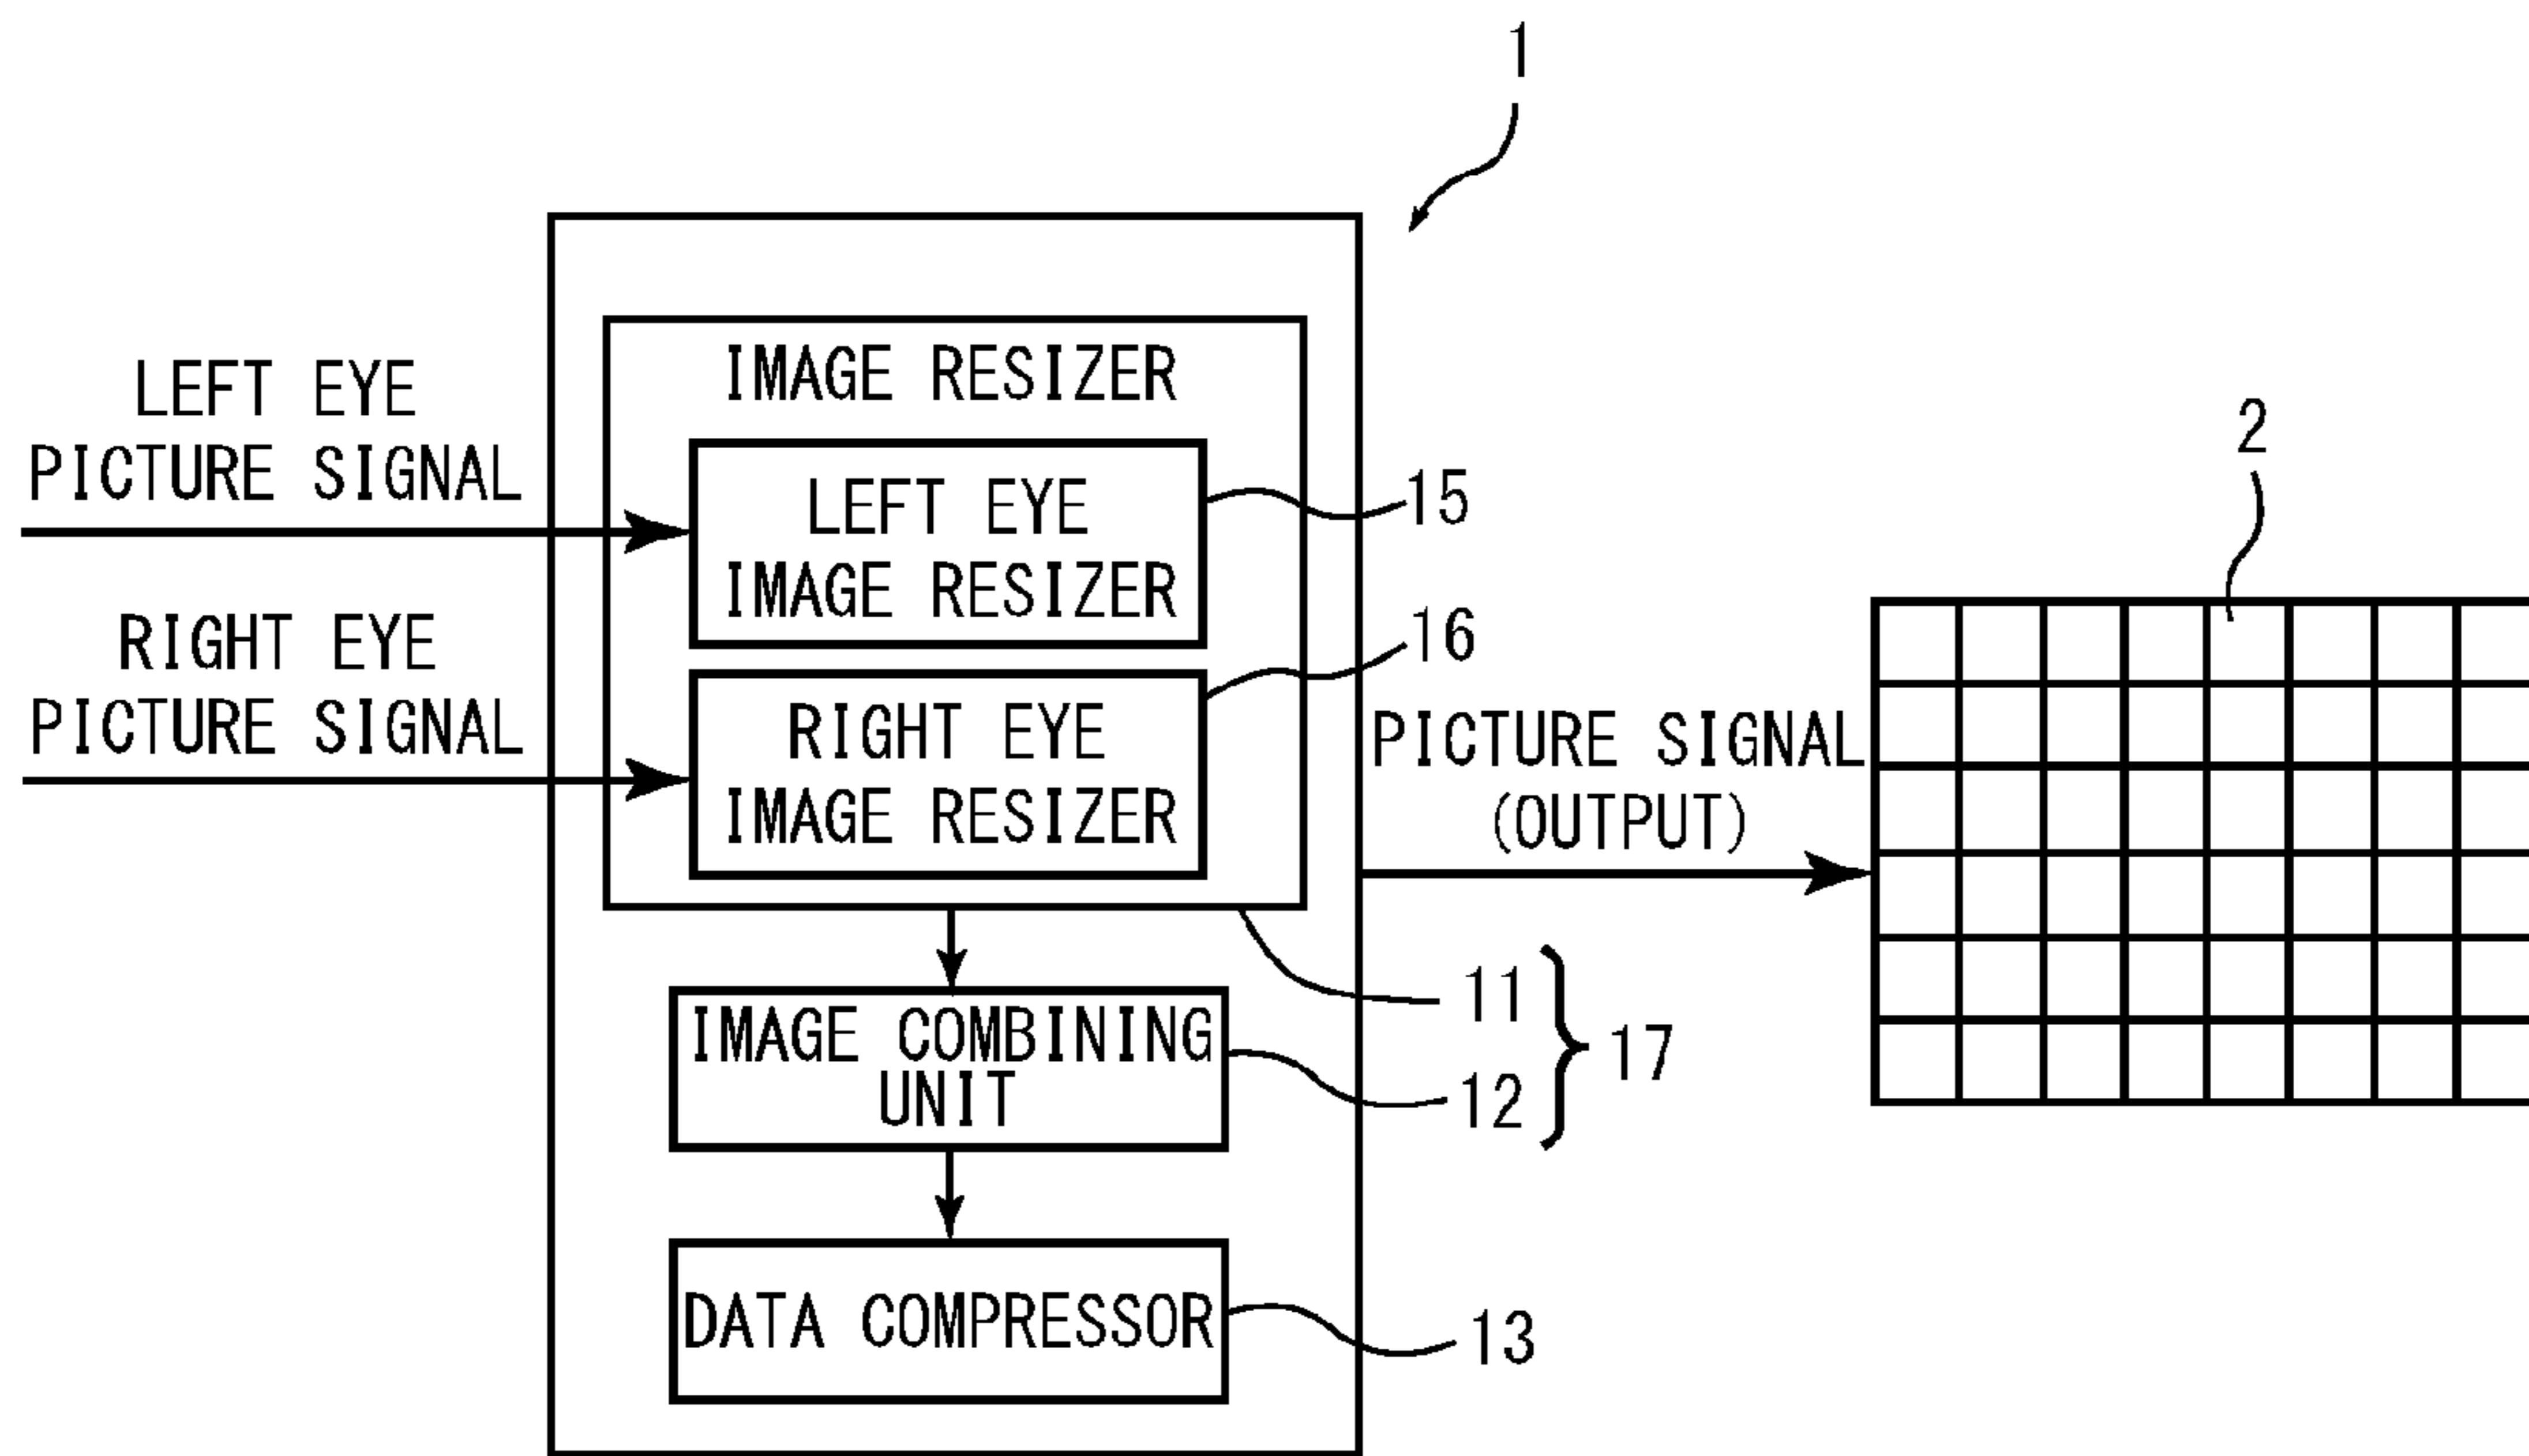 1
LEFT EYE
PICTURE SIGNAL
RIGHT EYE
PICTURE SIGNAL
IMAGE RESIZER
LEFT EYE
IMAGE RESIZER
15
RIGHT EYE
IMAGE RESIZER
16
PICTURE SIGNAL
(OUTPUT)
2
11
IMAGE COMBINING
UNIT
12
17
DATA COMPRESSOR
13